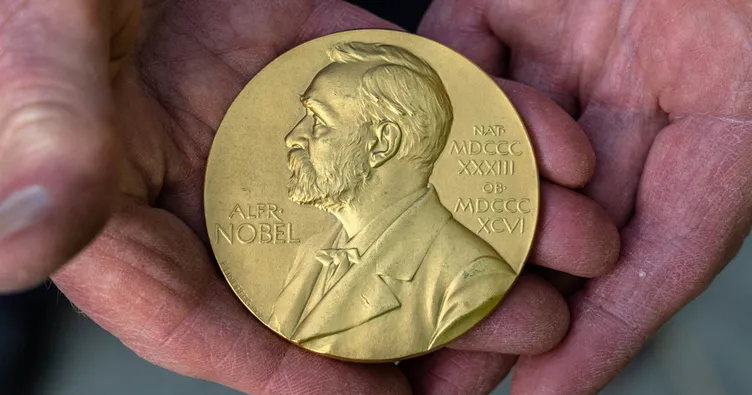 ALFR·
NOBEL
NAT·
MDCCC
XXXIII
OB·
MDCCC
XCVI